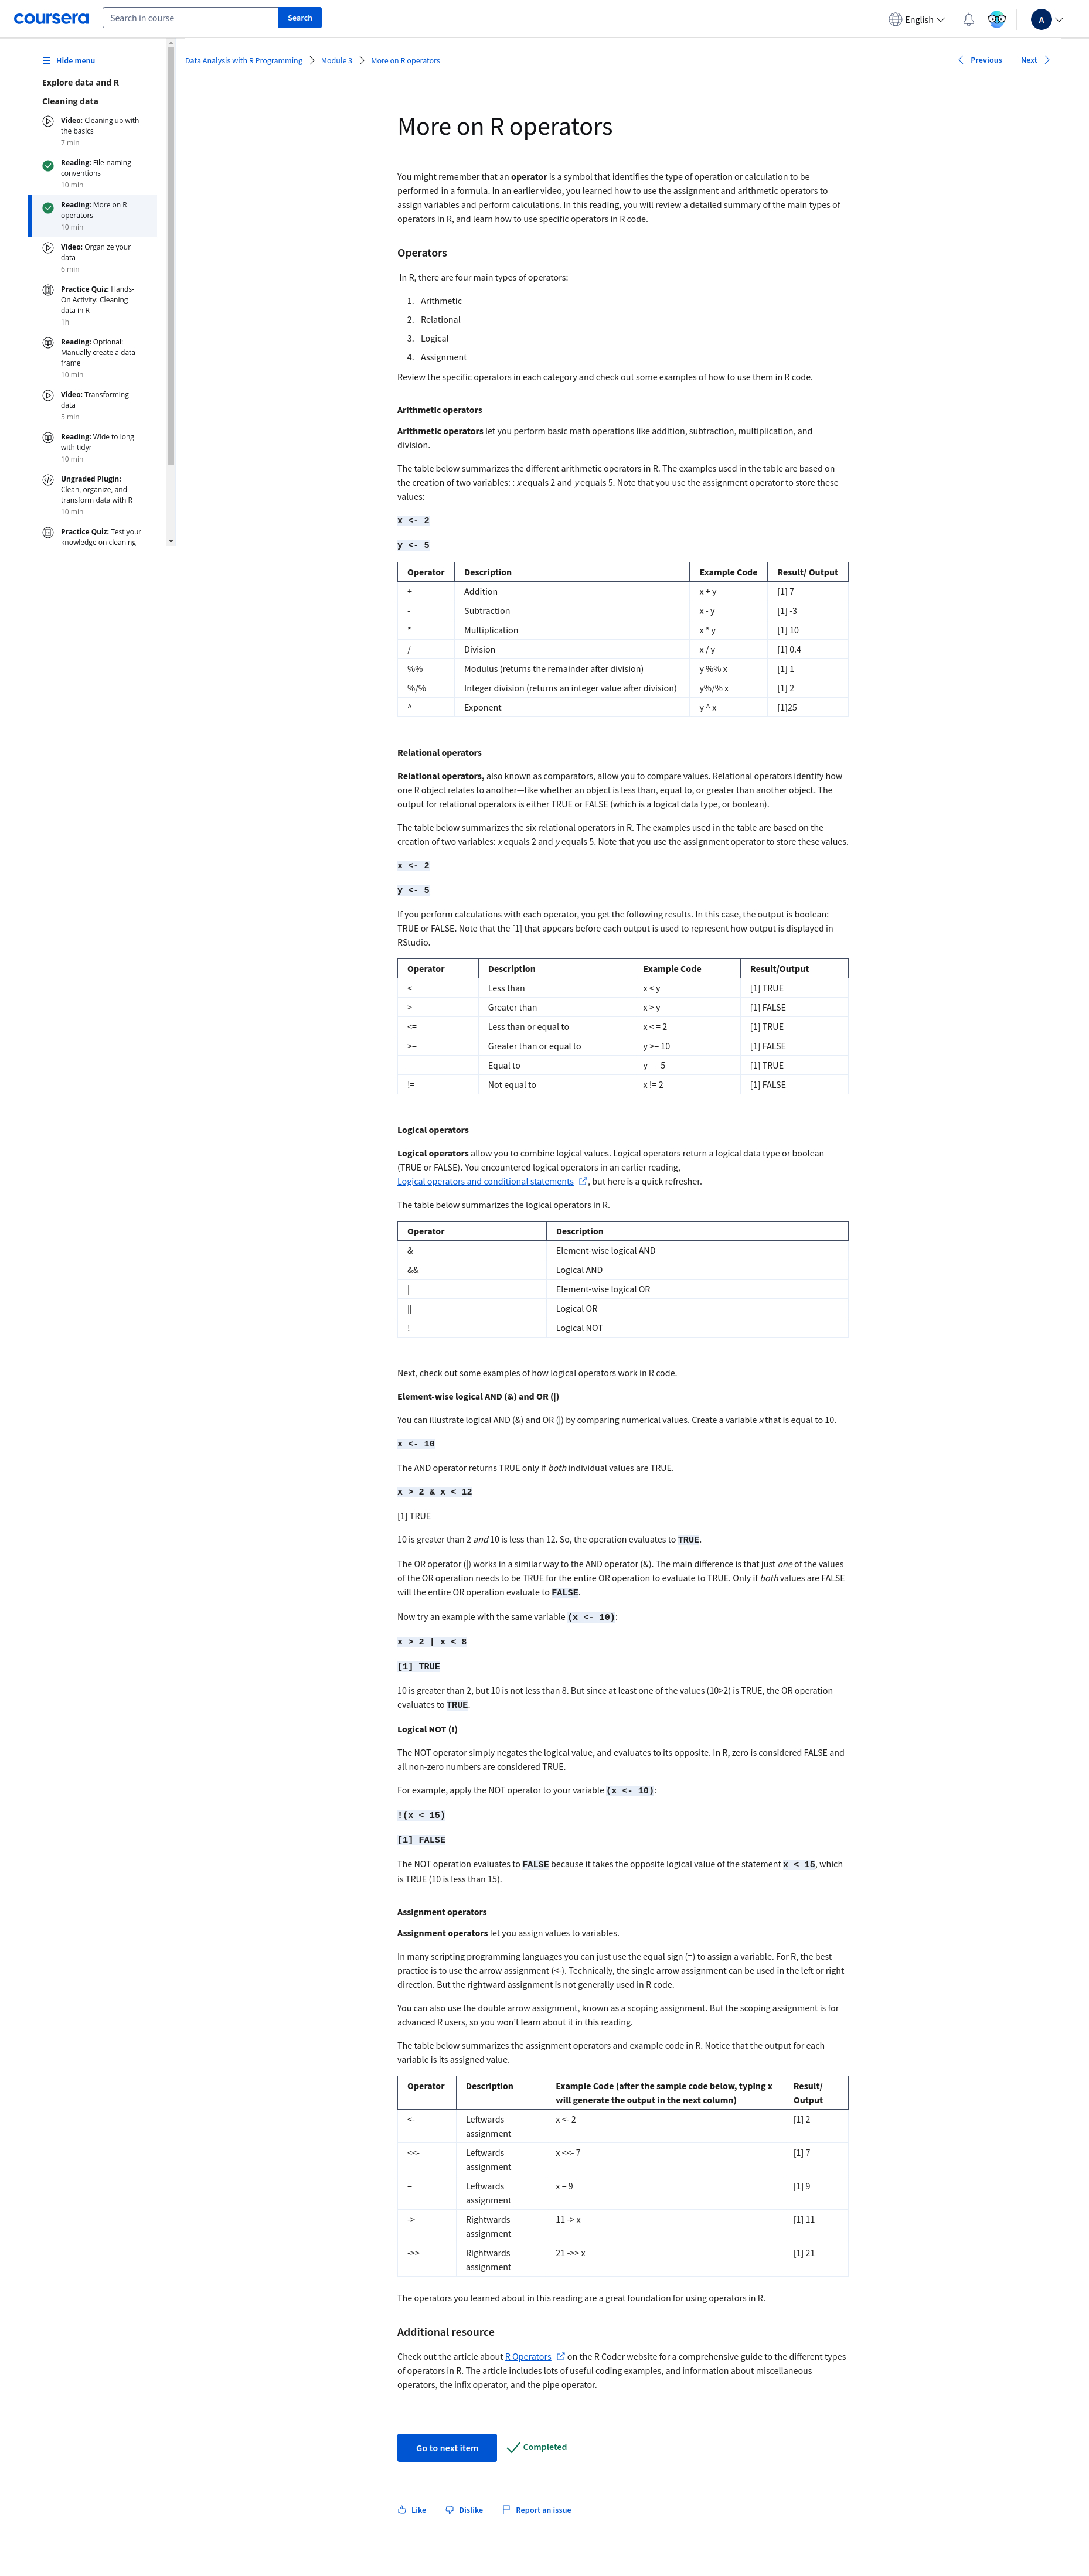 coursera
Search in course
Search
English
A
Hide menu
Data Analysis with R Programming
Module 3
More on R operators
Previous
Next
Explore data and R
Cleaning data
Video: Cleaning up with
the basics
7 min
Reading: File-naming
conventions
10 min
Reading: More on R
operators
10 min
Video: Organize your
data
6 min
Practice Quiz: Hands-
On Activity: Cleaning
data in R
1h
Reading: Optional:
Manually create a data
frame
10 min
Video: Transforming
data
5 min
Reading: Wide to long
with tidyr
10 min
Ungraded Plugin:
Clean, organize, and
transform data with R
10 min
Practice Quiz: Test your
knowledge on cleaning
More on R operators
You might remember that an operator is a symbol that identifies the type of operation or calculation to be
performed in a formula. In an earlier video, you learned how to use the assignment and arithmetic operators to
assign variables and perform calculations. In this reading, you will review a detailed summary of the main types of
operators in R, and learn how to use specific operators in R code.
Operators
In R, there are four main types of operators:
1. Arithmetic
2. Relational
3. Logical
4. Assignment
Review the specific operators in each category and check out some examples of how to use them in R code.
Arithmetic operators
Arithmetic operators let you perform basic math operations like addition, subtraction, multiplication, and
division.
The table below summarizes the different arithmetic operators in R. The examples used in the table are based on
the creation of two variables: : x equals 2 and y equals 5. Note that you use the assignment operator to store these
values:
x <- 2
y <- 5
Operator Description Example Code Result/ Output
+ Addition x + y [1] 7
- Subtraction x - y [1] -3
* Multiplication x * y [1] 10
/ Division x / y [1] 0.4
%% Modulus (returns the remainder after division) y %% x [1] 1
%/% Integer division (returns an integer value after division) y%/% x [1] 2
^ Exponent y ^ x [1]25
Relational operators
Relational operators, also known as comparators, allow you to compare values. Relational operators identify how
one R object relates to another—like whether an object is less than, equal to, or greater than another object. The
output for relational operators is either TRUE or FALSE (which is a logical data type, or boolean).
The table below summarizes the six relational operators in R. The examples used in the table are based on the
creation of two variables: x equals 2 and y equals 5. Note that you use the assignment operator to store these values.
x <- 2
y <- 5
If you perform calculations with each operator, you get the following results. In this case, the output is boolean:
TRUE or FALSE. Note that the [1] that appears before each output is used to represent how output is displayed in
RStudio.
Operator Description Example Code Result/Output
< Less than x < y [1] TRUE
> Greater than x > y [1] FALSE
<= Less than or equal to x < = 2 [1] TRUE
>= Greater than or equal to y >= 10 [1] FALSE
== Equal to y == 5 [1] TRUE
!= Not equal to x != 2 [1] FALSE
Logical operators
Logical operators allow you to combine logical values. Logical operators return a logical data type or boolean
(TRUE or FALSE). You encountered logical operators in an earlier reading,
Logical operators and conditional statements , but here is a quick refresher.
The table below summarizes the logical operators in R.
Operator Description
& Element-wise logical AND
&& Logical AND
| Element-wise logical OR
|| Logical OR
! Logical NOT
Next, check out some examples of how logical operators work in R code.
Element-wise logical AND (&) and OR (|)
You can illustrate logical AND (&) and OR (|) by comparing numerical values. Create a variable x that is equal to 10.
x <- 10
The AND operator returns TRUE only if both individual values are TRUE.
x > 2 & x < 12
[1] TRUE
10 is greater than 2 and 10 is less than 12. So, the operation evaluates to TRUE.
The OR operator (|) works in a similar way to the AND operator (&). The main difference is that just one of the values
of the OR operation needs to be TRUE for the entire OR operation to evaluate to TRUE. Only if both values are FALSE
will the entire OR operation evaluate to FALSE.
Now try an example with the same variable (x <- 10):
x > 2 | x < 8
[1] TRUE
10 is greater than 2, but 10 is not less than 8. But since at least one of the values (10>2) is TRUE, the OR operation
evaluates to TRUE.
Logical NOT (!)
The NOT operator simply negates the logical value, and evaluates to its opposite. In R, zero is considered FALSE and
all non-zero numbers are considered TRUE.
For example, apply the NOT operator to your variable (x <- 10):
!(x < 15)
[1] FALSE
The NOT operation evaluates to FALSE because it takes the opposite logical value of the statement x < 15, which
is TRUE (10 is less than 15).
Assignment operators
Assignment operators let you assign values to variables.
In many scripting programming languages you can just use the equal sign (=) to assign a variable. For R, the best
practice is to use the arrow assignment (<-). Technically, the single arrow assignment can be used in the left or right
direction. But the rightward assignment is not generally used in R code.
You can also use the double arrow assignment, known as a scoping assignment. But the scoping assignment is for
advanced R users, so you won't learn about it in this reading.
The table below summarizes the assignment operators and example code in R. Notice that the output for each
variable is its assigned value.
Operator Description Example Code (after the sample code below, typing x Result/
will generate the output in the next column) Output
<- Leftwards x <- 2 [1] 2
assignment
<<- Leftwards x <<- 7 [1] 7
assignment
= Leftwards x = 9 [1] 9
assignment
-> Rightwards 11 -> x [1] 11
assignment
->> Rightwards 21 ->> x [1] 21
assignment
The operators you learned about in this reading are a great foundation for using operators in R.
Additional resource
Check out the article about R Operators on the R Coder website for a comprehensive guide to the different types
of operators in R. The article includes lots of useful coding examples, and information about miscellaneous
operators, the infix operator, and the pipe operator.
Go to next item
Completed
Like
Dislike
Report an issue